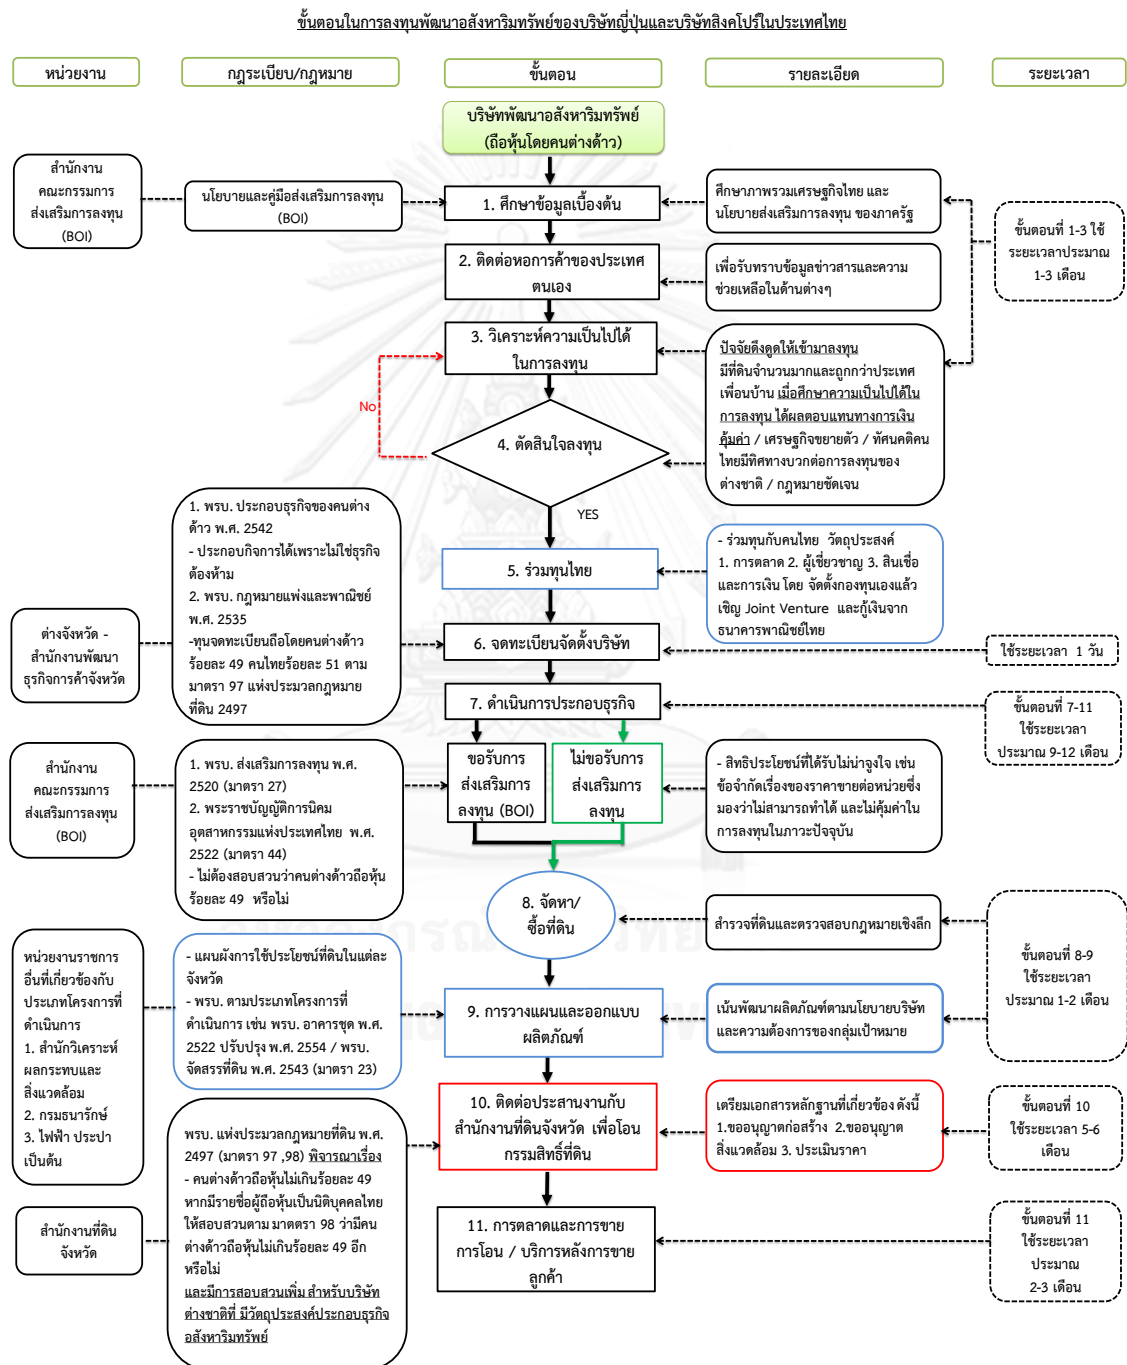 ขั้นตอนในการลงทุนพัฒนาอสังหาริมทรัพย์ของบริษัทญี่ปุ่นและบริษัทสิงคโปร์ในประเทศไทย
หน่วยงาน
กฎระเบียบ/กฎหมาย
ขั้นตอน
รายละเอียด
ระยะเวลา
บริษัทพัฒนาอสังหาริมทรัพย์
(ถือหุ้นโดยคนต่างด้าว)
สำนักงาน
คณะกรรมการ
ส่งเสริมการลงทุน
(BOI)
นโยบายและคู่มือส่งเสริมการลงทุน
(BOI)
1. ศึกษาข้อมูลเบื้องต้น
ศึกษาภาพรวมเศรษฐกิจไทย และ
นโยบายส่งเสริมการลงทุน ของภาครัฐ
ขั้นตอนที่ 1-3 ใช้
ระยะเวลาประมาณ
1-3 เดือน
2. ติดต่อหอการค้าของประเทศ
ตนเอง
เพื่อรับทราบข้อมูลข่าวสารและความ
ช่วยเหลือในด้านต่างๆ
3. วิเคราะห์ความเป็นไปได้
ในการลงทุน
ปัจจัยดึงดูดให้เข้ามาลงทุน
มีที่ดินจำนวนมากและถูกกว่าประเทศ
เพื่อนบ้าน เมื่อศึกษาความเป็นไปได้ใน
การลงทุน ได้ผลตอบแทนทางการเงิน
คุ้มค่า / เศรษฐกิจขยายตัว / ทัศนคติคน
ไทยมีทิศทางบวกต่อการลงทุนของ
ต่างชาติ / กฎหมายชัดเจน
No
4. ตัดสินใจลงทุน
YES
1. พรบ. ประกอบธุรกิจของคนต่าง
ด้าว พ.ศ. 2542
- ประกอบกิจการได้เพราะไม่ใช่ธุรกิจ
ต้องห้าม
2. พรบ. กฎหมายแพ่งและพาณิชย์
พ.ศ. 2535
-ทุนจดทะเบียนถือโดยคนต่างด้าว
ร้อยละ 49 คนไทยร้อยละ 51 ตาม
มาตรา 97 แห่งประมวลกฎหมาย
ที่ดิน 2497
5. ร่วมทุนไทย
- ร่วมทุนกับคนไทย วัตถุประสงค์
1. การตลาด 2. ผู้เชี่ยวชาญ 3. สินเชื่อ
และการเงิน โดย จัดตั้งกองทุนเองแล้ว
เชิญ Joint Venture และกู้เงินจาก
ธนาคารพาณิชย์ไทย
ต่างจังหวัด -
สำนักงานพัฒนา
ธุรกิจการค้าจังหวัด
6. จดทะเบียนจัดตั้งบริษัท
ใช้ระยะเวลา 1 วัน
7. ดำเนินการประกอบธุรกิจ
ขั้นตอนที่ 7-11
ใช้ระยะเวลา
ประมาณ 9-12 เดือน
สำนักงาน
คณะกรรมการ
ส่งเสริมการลงทุน
(BOI)
1. พรบ. ส่งเสริมการลงทุน พ.ศ.
2520 (มาตรา 27)
2. พระราชบัญญัติการนิคม
อุตสาหกรรมแห่งประเทศไทย พ.ศ.
2522 (มาตรา 44)
- ไม่ต้องสอบสวนว่าคนต่างด้าวถือหุ้น
ร้อยละ 49 หรือไม่
ขอรับการ
ส่งเสริมการ
ลงทุน (BOI)
ไม่ขอรับการ
ส่งเสริมการ
ลงทุน
- สิทธิประโยชน์ที่ได้รับไม่น่าจูงใจ เช่น
ข้อจำกัดเรื่องของราคาขายต่อหน่วยซึ่ง
มองว่าไม่สามารถทำได้ และไม่คุ้มค่าใน
การลงทุนในภาวะปัจจุบัน
8. จัดหา/
ซื้อที่ดิน
สำรวจที่ดินและตรวจสอบกฎหมายเชิงลึก
ขั้นตอนที่ 8-9
ใช้ระยะเวลา
ประมาณ 1-2 เดือน
หน่วยงานราชการ
อื่นที่เกี่ยวข้องกับ
ประเภทโครงการที่
ดำเนินการ
1. สำนักวิเคราะห์
ผลกระทบและ
สิ่งแวดล้อม
2. กรมธนารักษ์
3. ไฟฟ้า ประปา
เป็นต้น
- แผนผังการใช้ประโยชน์ที่ดินในแต่ละ
จังหวัด
- พรบ. ตามประเภทโครงการที่
ดำเนินการ เช่น พรบ. อาคารชุด พ.ศ.
2522 ปรับปรุง พ.ศ. 2554 / พรบ.
จัดสรรที่ดิน พ.ศ. 2543 (มาตรา 23)
9. การวางแผนและออกแบบ
ผลิตภัณฑ์
เน้นพัฒนาผลิตภัณฑ์ตามนโยบายบริษัท
และความต้องการของกลุ่มเป้าหมาย
10. ติดต่อประสานงานกับ
สำนักงานที่ดินจังหวัด เพื่อโอน
กรรมสิทธิ์ที่ดิน
เตรียมเอกสารหลักฐานที่เกี่ยวข้อง ดังนี้
1.ขออนุญาตก่อสร้าง 2.ขออนุญาต
สิ่งแวดล้อม 3. ประเมินราคา
ขั้นตอนที่ 10
ใช้ระยะเวลา 5-6
เดือน
พรบ. แห่งประมวลกฎหมายที่ดิน พ.ศ.
2497 (มาตรา 97 ,98) พิจารณาเรื่อง
- คนต่างด้าวถือหุ้นไม่เกินร้อยละ 49
หากมีรายชื่อผู้ถือหุ้นเป็นนิติบุคคลไทย
ให้สอบสวนตาม มาตตรา 98 ว่ามีคน
ต่างด้าวถือหุ้นไม่เกินร้อยละ 49 อีก
หรือไม่
และมีการสอบสวนเพิ่ม สำหรับบริษัท
ต่างชาติที่ มีวัตถุประสงค์ประกอบธุรกิจ
อสังหาริมทรัพย์
สำนักงานที่ดิน
จังหวัด
11. การตลาดและการขาย
การโอน / บริการหลังการขาย
ลูกค้า
ขั้นตอนที่ 11
ใช้ระยะเวลา
ประมาณ
2-3 เดือน